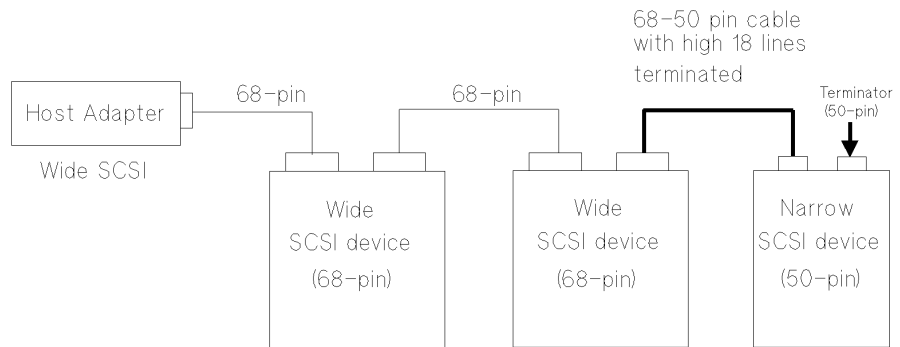 68-50 pin cable
with high 18 lines
terminated
Terminator
(50-pin)
68-pin
68-pin
Host Adapter
Wide SCSI
Wide
SCSI device
(68-pin)
Wide
SCSI device
(68-pin)
Narrow
SCSI device
(50-pin)